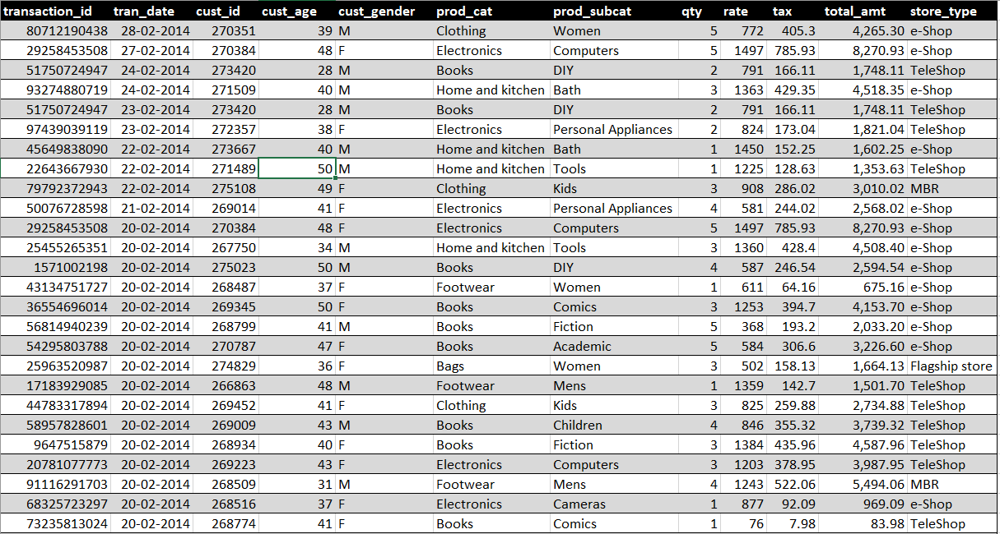 transaction_id tran_date cust_id cust_age cust_gender prod_cat prod_subcat qty rate tax total_amt store_type
80712190438 28-02-2014 270351 39 M Clothing Women 5 772 405.3 4,265.30 e-Shop
29258453508 27-02-2014 270384 48 F Electronics Computers 5 1497 785.93 8,270.93 e-Shop
51750724947 24-02-2014 273420 28 M Books DIY 2 791 166.11 1,748.11 TeleShop
93274880719 24-02-2014 271509 40 M Home and kitchen Bath 3 1363 429.35 4,518.35 e-Shop
51750724947 23-02-2014 273420 28 M Books DIY 2 791 166.11 1,748.11 TeleShop
97439039119 23-02-2014 272357 38 F Electronics Personal Appliances 2 824 173.04 1,821.04 TeleShop
45649838090 22-02-2014 273667 40 M Home and kitchen Bath 1 1450 152.25 1,602.25 e-Shop
22643667930 22-02-2014 271489 50 M Home and kitchen Tools 1 1225 128.63 1,353.63 TeleShop
79792372943 22-02-2014 275108 49 F Clothing Kids 3 908 286.02 3,010.02 MBR
50076728598 21-02-2014 269014 41 F Electronics Personal Appliances 4 581 244.02 2,568.02 e-Shop
29258453508 20-02-2014 270384 48 F Electronics Computers 5 1497 785.93 8,270.93 e-Shop
25455265351 20-02-2014 267750 34 M Home and kitchen Tools 3 1360 428.4 4,508.40 e-Shop
1571002198 20-02-2014 275023 50 M Books DIY 4 587 246.54 2,594.54 e-Shop
43134751727 20-02-2014 268487 37 F Footwear Women 1 611 64.16 675.16 e-Shop
36554696014 20-02-2014 269345 50 F Books Comics 3 1253 394.7 4,153.70 e-Shop
56814940239 20-02-2014 268799 41 M Books Fiction 5 368 193.2 2,033.20 e-Shop
54295803788 20-02-2014 270787 47 F Books Academic 5 584 306.6 3,226.60 e-Shop
25963520987 20-02-2014 274829 36 F Bags Women 3 502 158.13 1,664.13 Flagship store
17183929085 20-02-2014 266863 48 M Footwear Mens 1 1359 142.7 1,501.70 TeleShop
44783317894 20-02-2014 269452 41 F Clothing Kids 3 825 259.88 2,734.88 TeleShop
58957828601 20-02-2014 269009 43 M Books Children 4 846 355.32 3,739.32 TeleShop
9647515879 20-02-2014 268934 40 F Books Fiction 3 1384 435.96 4,587.96 TeleShop
20781077773 20-02-2014 269223 43 F Electronics Computers 3 1203 378.95 3,987.95 TeleShop
91116291703 20-02-2014 268509 31 M Footwear Mens 4 1243 522.06 5,494.06 MBR
68325723297 20-02-2014 268516 37 F Electronics Cameras 1 877 92.09 969.09 e-Shop
73235813024 20-02-2014 268774 41 F Books Comics 1 76 7.98 83.98 TeleShop